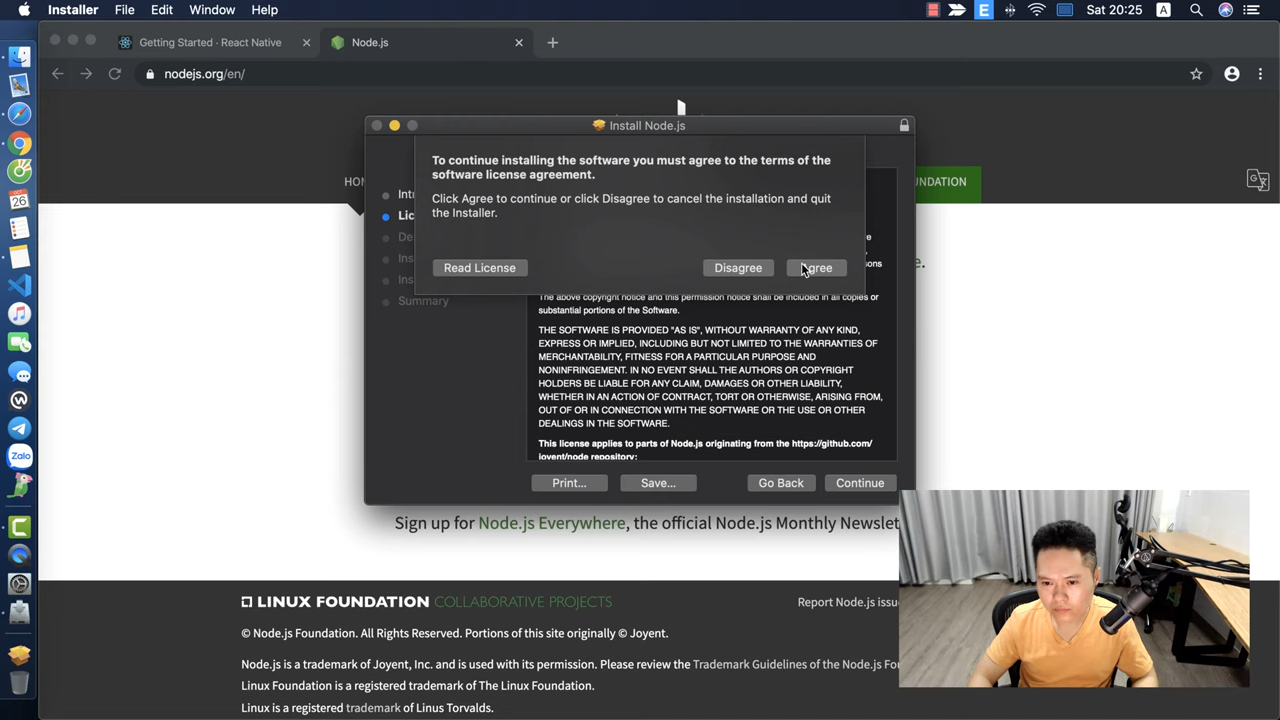 Installer File Edit Window Help
E Sat 20:25 A
Getting Started · React Native
Node.js
nodejs.org/en/
OCT
26
Zalo
Install Node.js
To continue installing the software you must agree to the terms of the
software license agreement.
Click Agree to continue or click Disagree to cancel the installation and quit
the Installer.
Read License Disagree Agree
Summary
The above copyright notice and this permission notice shall be included in all copies or
substantial portions of the Software.
THE SOFTWARE IS PROVIDED "AS IS", WITHOUT WARRANTY OF ANY KIND,
EXPRESS OR IMPLIED, INCLUDING BUT NOT LIMITED TO THE WARRANTIES OF
MERCHANTABILITY, FITNESS FOR A PARTICULAR PURPOSE AND
NONINFRINGEMENT. IN NO EVENT SHALL THE AUTHORS OR COPYRIGHT
HOLDERS BE LIABLE FOR ANY CLAIM, DAMAGES OR OTHER LIABILITY,
WHETHER IN AN ACTION OF CONTRACT, TORT OR OTHERWISE, ARISING FROM,
OUT OF OR IN CONNECTION WITH THE SOFTWARE OR THE USE OR OTHER
DEALINGS IN THE SOFTWARE.
This license applies to parts of Node.js originating from the https://github.com/
joyent/node repository:
Print... Save... Go Back Continue
Sign up for Node.js Everywhere, the official Node.js Monthly Newslet
LINUX FOUNDATION COLLABORATIVE PROJECTS
Report Node.js issu
© Node.js Foundation. All Rights Reserved. Portions of this site originally © Joyent.
Node.js is a trademark of Joyent, Inc. and is used with its permission. Please review the Trademark Guidelines of the Node.js Fo
Linux Foundation is a registered trademark of The Linux Foundation.
Linux is a registered trademark of Linus Torvalds.